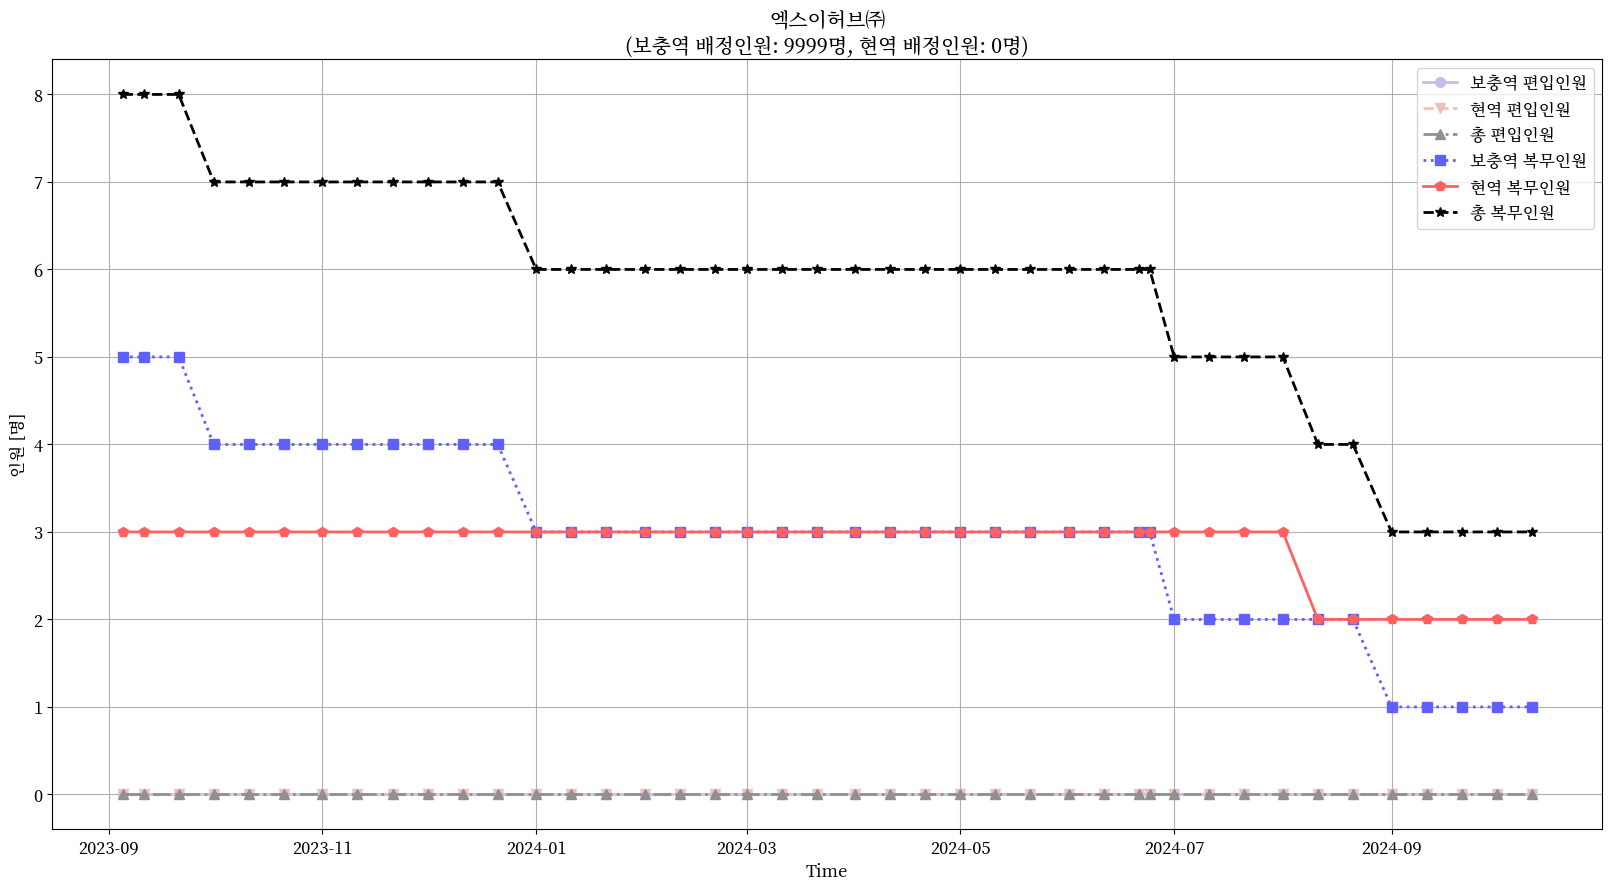 엑스이허브㈜
(보충역 배정인원: 9999명, 현역 배정인원: 0명)
보충역 편입인원
현역 편입인원
총 편입인원
보충역 복무인원
현역 복무인원
총 복무인원
8
7
6
5
4
3
2
1
0
인원 [명]
2023-09 2023-11 2024-01 2024-03 2024-05 2024-07 2024-09
Time